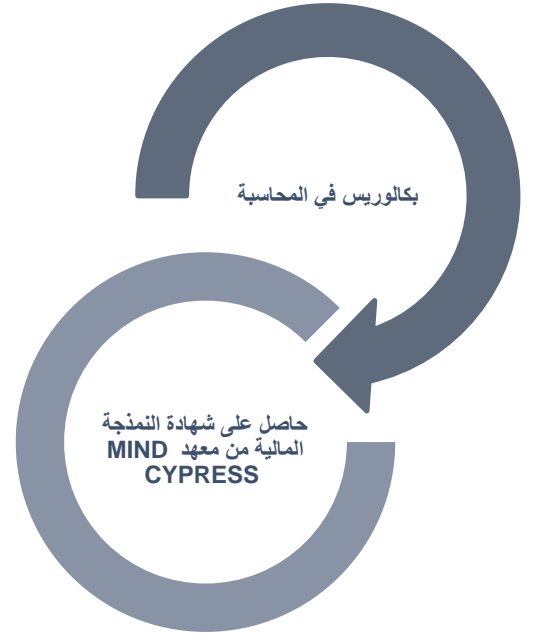 بكالوريس في المحاسبة
حاصل على شهادة النمذجة
المالية من معهد MIND
CYPRESS